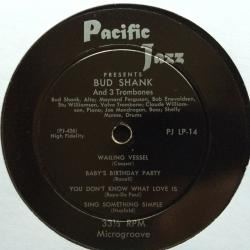 Pacific
Jazz
PRESENTS
BUD SHANK
And 3 Trombones
Bud Shank, Alto; Maynard Ferguson, Bob Enevoldsen,
Stu Williamson, Valve Trombone; Claude William-
son, Piano; Joe Mondragon, Bass; Shelly
Manne, Drums
(PJ-436)
High Fidelity
PJ LP-14
WAILING VESSEL
(Cooper)
BABY'S BIRTHDAY PARTY
(Ronell)
YOU DON'T KNOW WHAT LOVE IS
(Raye-De Paul)
SING SOMETHING SIMPLE
(Hupfeld)
33⅓ RPM
Microgroove